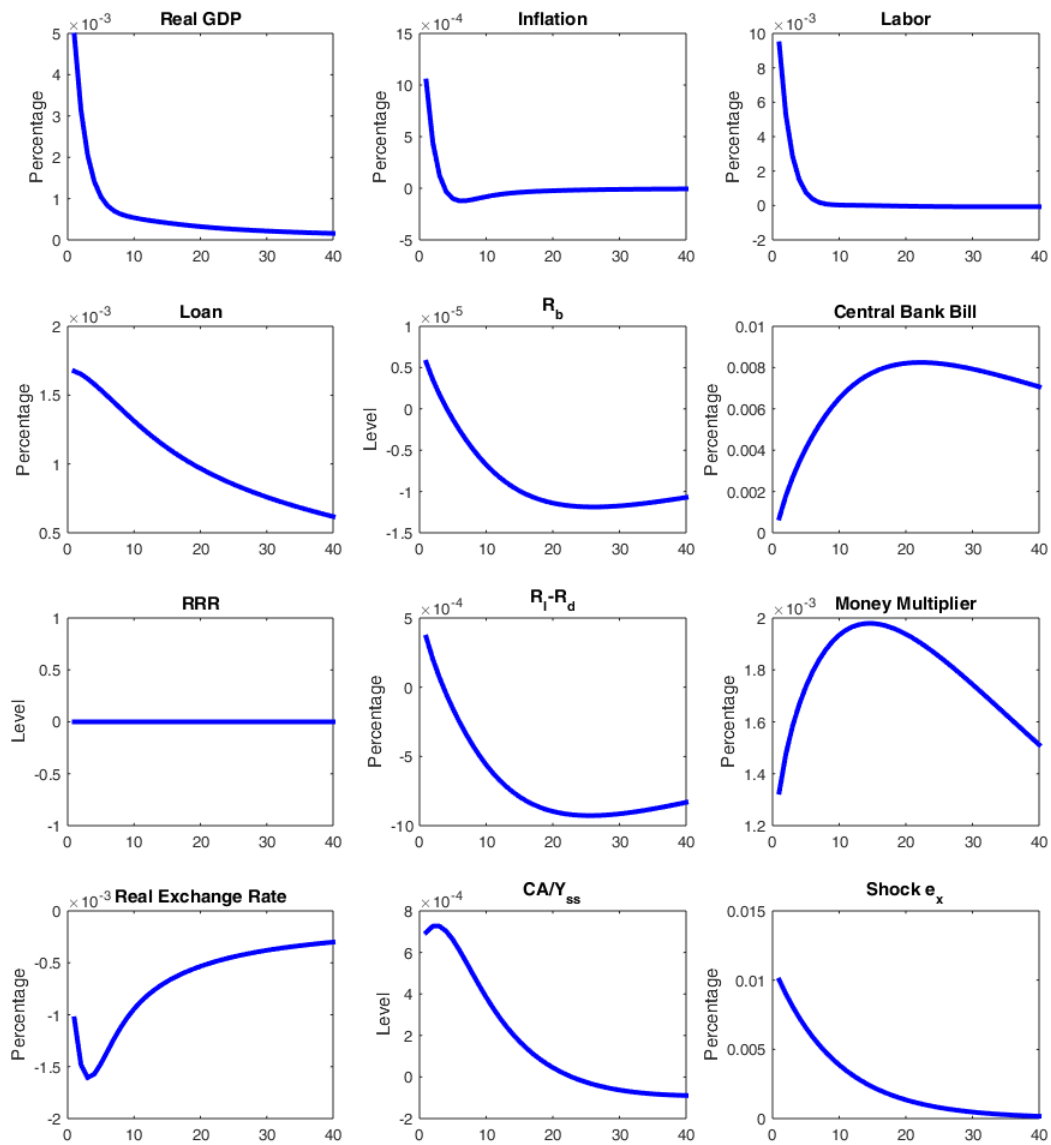 Real GDP
×10⁻³
Percentage
5
4
3
2
1
0
0 10 20 30 40
Inflation
×10⁻⁴
Percentage
15
10
5
0
-5
0 10 20 30 40
Labor
×10⁻³
Percentage
10
8
6
4
2
0
-2
0 10 20 30 40
Loan
×10⁻³
Percentage
2
1.5
1
0.5
0 10 20 30 40
R_b
×10⁻⁵
Level
1
0.5
0
-0.5
-1
-1.5
0 10 20 30 40
Central Bank Bill
Percentage
0.01
0.008
0.006
0.004
0.002
0
0 10 20 30 40
RRR
Level
1
0.5
0
-0.5
-1
0 10 20 30 40
R_l-R_d
×10⁻⁴
Percentage
5
0
-5
-10
0 10 20 30 40
Money Multiplier
×10⁻³
Percentage
2
1.8
1.6
1.4
1.2
0 10 20 30 40
Real Exchange Rate
×10⁻³
Percentage
0
-0.5
-1
-1.5
-2
0 10 20 30 40
CA/Y_ss
×10⁻⁴
Level
8
6
4
2
0
-2
0 10 20 30 40
Shock e_x
Percentage
0.015
0.01
0.005
0
0 10 20 30 40